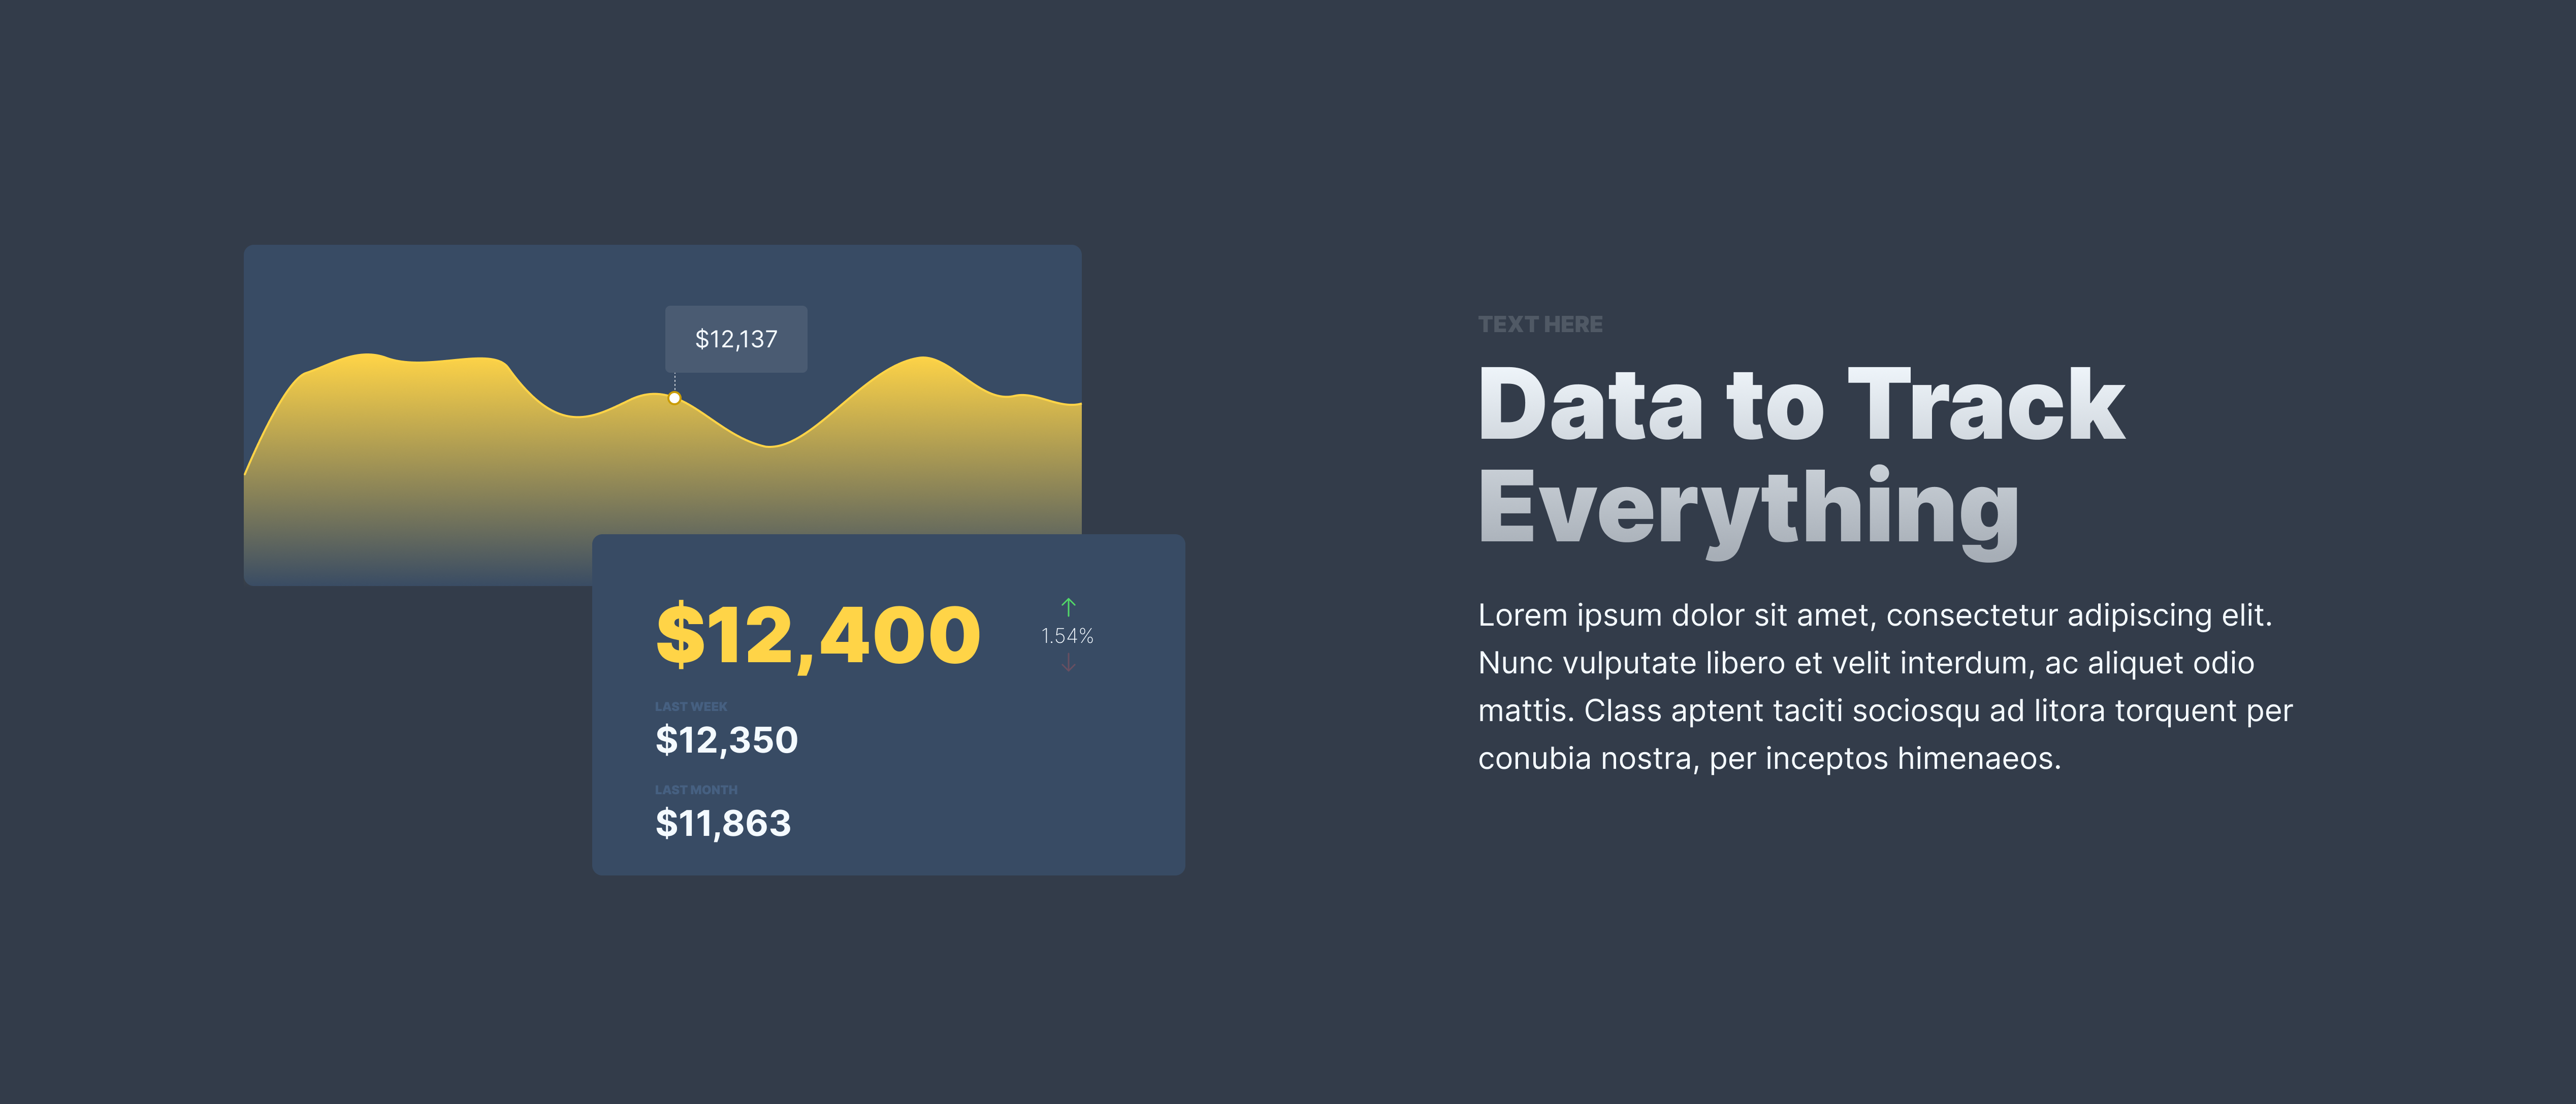 $12,137
$12,400
1.54%
LAST WEEK
$12,350
LAST MONTH
$11,863
TEXT HERE
Data to Track
Everything
Lorem ipsum dolor sit amet, consectetur adipiscing elit.
Nunc vulputate libero et velit interdum, ac aliquet odio
mattis. Class aptent taciti sociosqu ad litora torquent per
conubia nostra, per inceptos himenaeos.